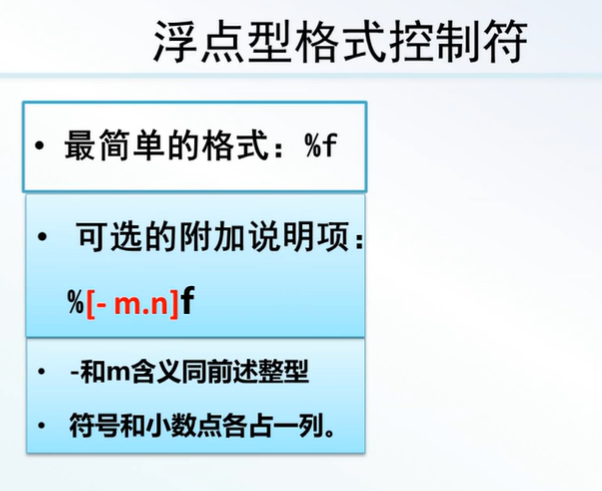 浮点型格式控制符
• 最简单的格式：%f
• 可选的附加说明项：
%[- m.n]f
• -和m含义同前述整型
• 符号和小数点各占一列。